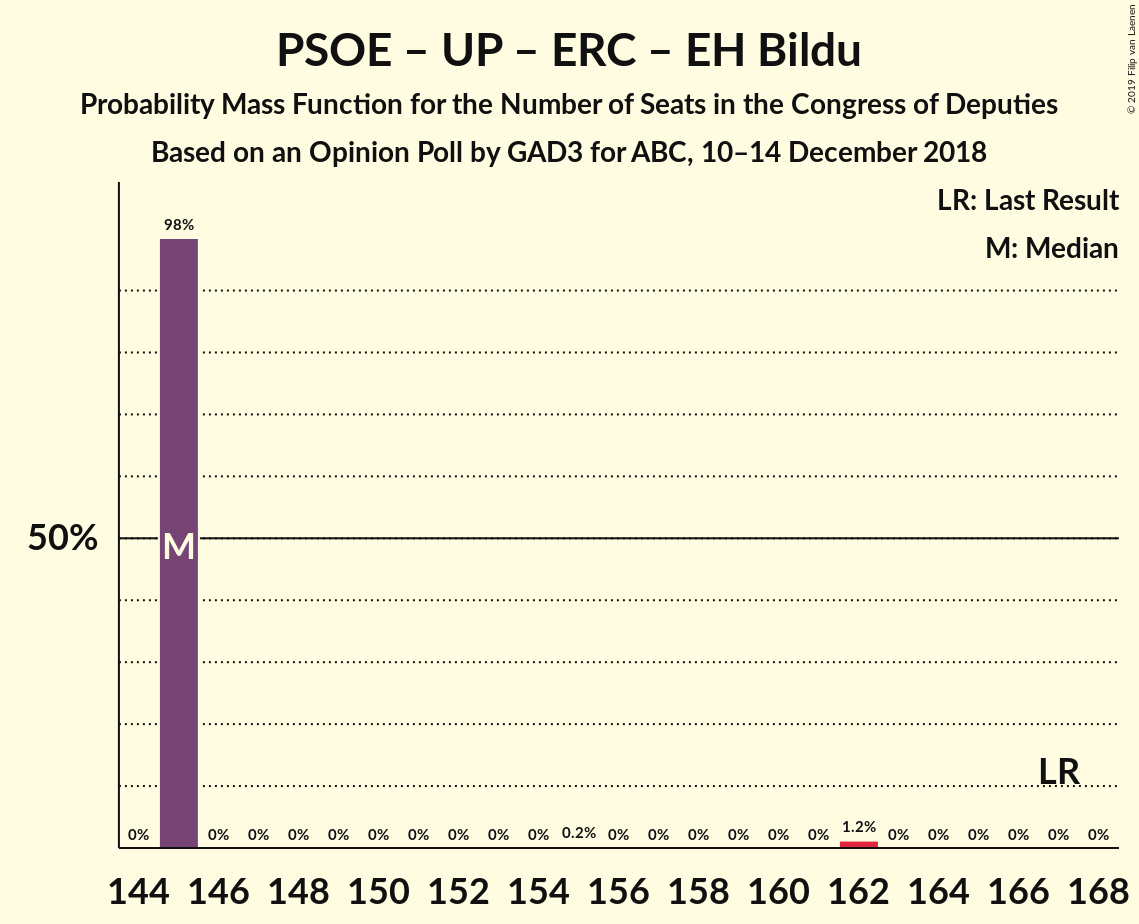 PSOE – UP – ERC – EH Bildu
Probability Mass Function for the Number of Seats in the Congress of Deputies
Based on an Opinion Poll by GAD3 for ABC, 10–14 December 2018
© 2019 Filip van Laenen
LR: Last Result
M: Median
98%
50%
M
LR
0% 0% 0% 0% 0% 0% 0% 0% 0% 0% 0.2% 0% 0% 0% 0% 0% 0% 1.2% 0% 0% 0% 0% 0% 0%
144 146 148 150 152 154 156 158 160 162 164 166 168